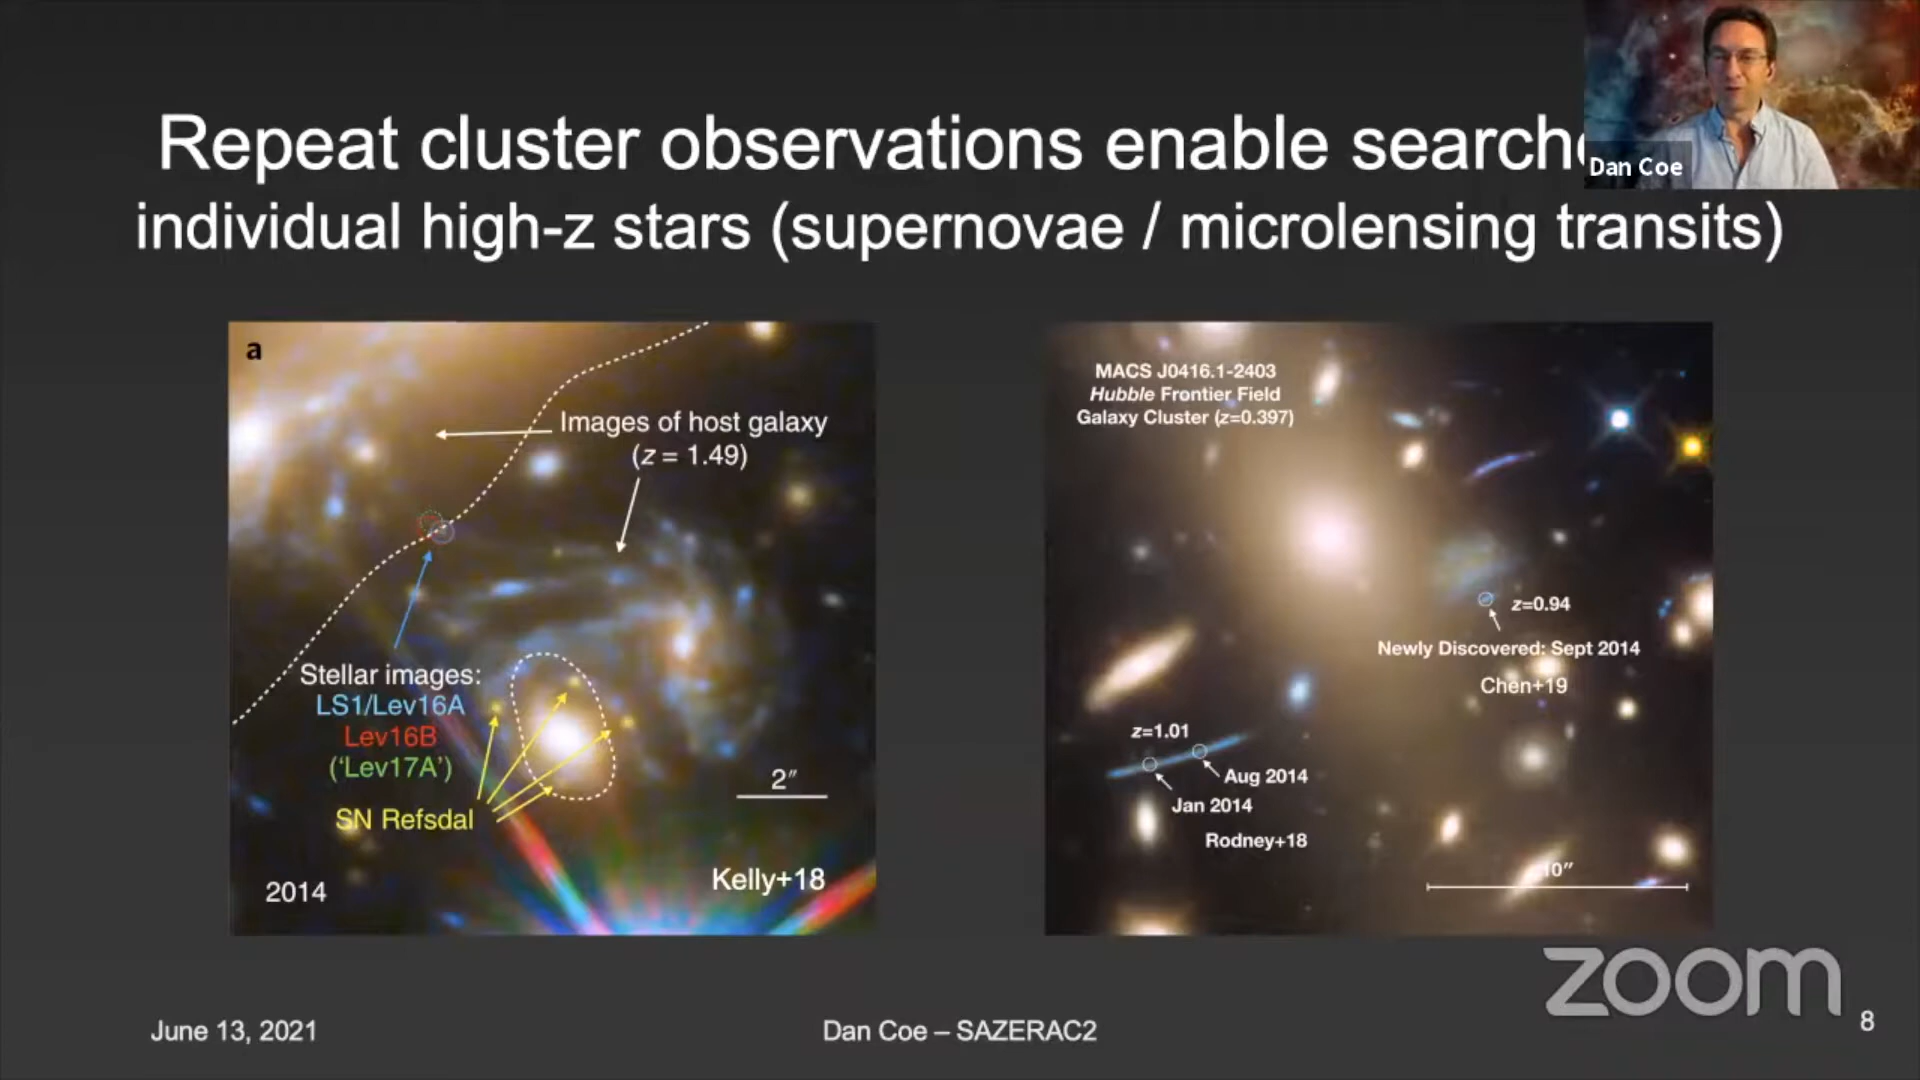 Repeat cluster observations enable
individual high-z stars (supernovae / microlensing transits)
Dan Coe
a
Images of host galaxy
(z = 1.49)
Stellar images:
LS1/Lev16A
Lev16B
('Lev17A')
SN Refsdal
2″
2014
Kelly+18
MACS J0416.1-2403
Hubble Frontier Field
Galaxy Cluster (z=0.397)
z=0.94
Newly Discovered: Sept 2014
Chen+19
z=1.01
Aug 2014
Jan 2014
Rodney+18
10″
zoom
June 13, 2021
Dan Coe – SAZERAC2
8